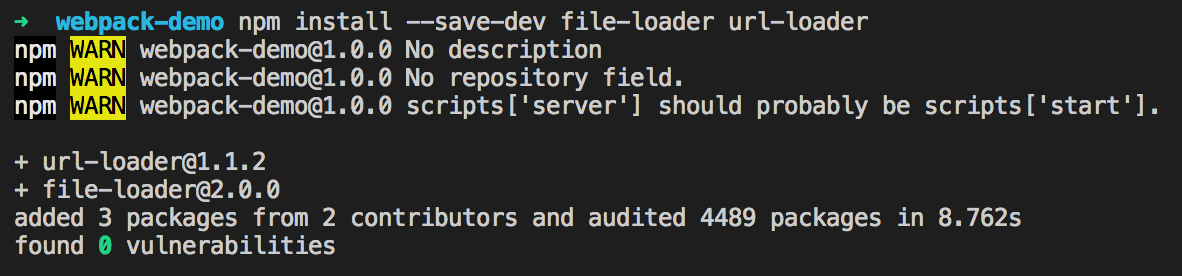 ➜  webpack-demo npm install --save-dev file-loader url-loader
npm WARN webpack-demo@1.0.0 No description
npm WARN webpack-demo@1.0.0 No repository field.
npm WARN webpack-demo@1.0.0 scripts['server'] should probably be scripts['start'].
+ url-loader@1.1.2
+ file-loader@2.0.0
added 3 packages from 2 contributors and audited 4489 packages in 8.762s
found 0 vulnerabilities